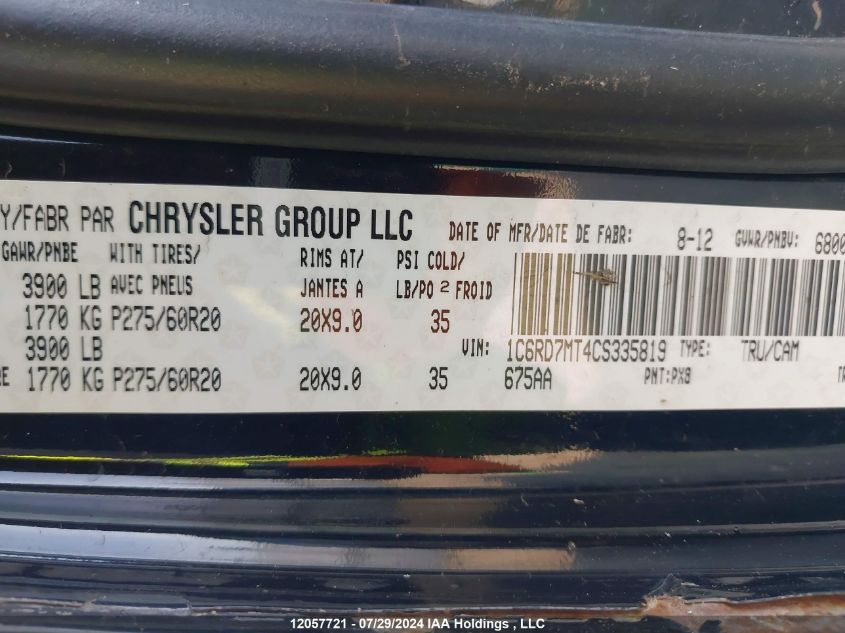 Y/FABR PAR CHRYSLER GROUP LLC DATE OF MFR/DATE DE FABR: 8-12 GVWR/PNBV: 6800
GAWR/PNBE WITH TIRES/ RIMS AT/ PSI COLD/
3900 LB AVEC PNEUS JANTES A LB/PO 2 FROID
1770 KG P275/60R20 20X9.0 35
3900 LB VIN: 1C6RD7MT4CS335819 TYPE: TRU/CAM
DE 1770 KG P275/60R20 20X9.0 35 675AA PNT:PX8
12057721 - 07/29/2024 IAA Holdings, LLC